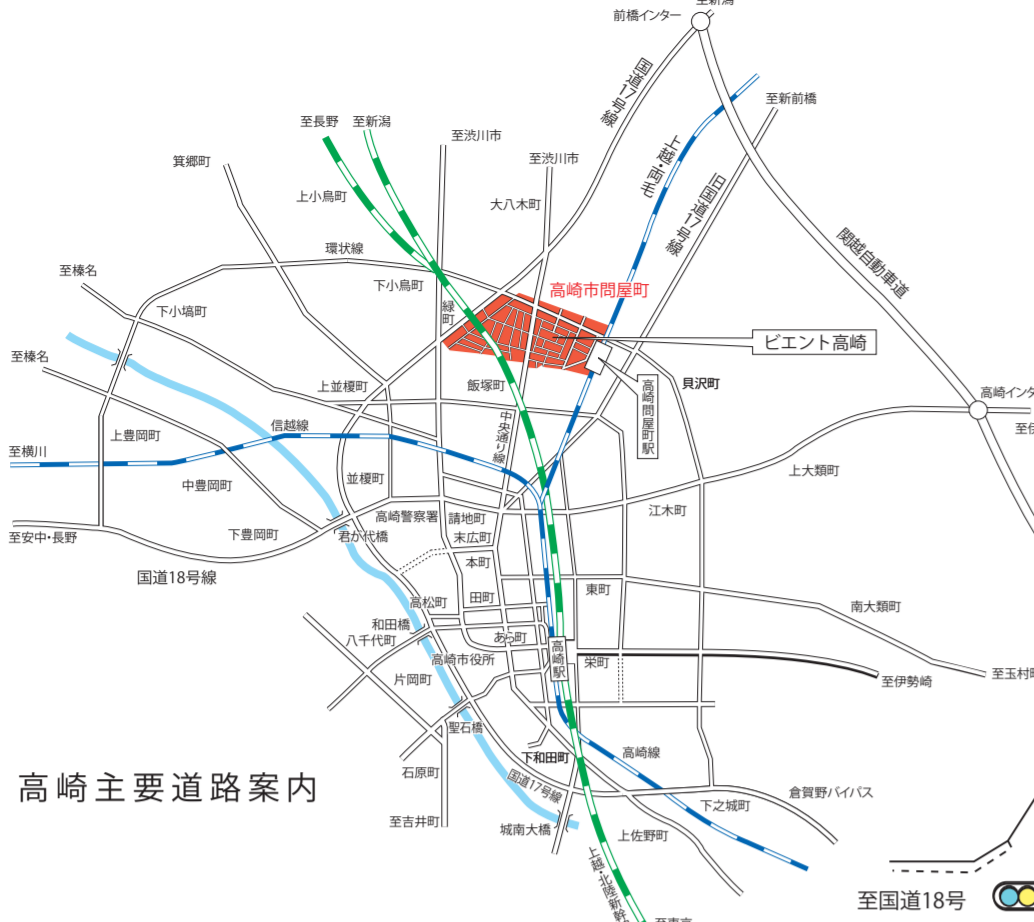 至新潟
前橋インター
国道17号線
至新前橋
至長野
至新潟
至渋川市
至渋川市
上越・両毛
箕郷町
上小鳥町
大八木町
旧国道17号線
環状線
関越自動車道
至榛名
下小鳥町
高崎市問屋町
下小塙町
緑町
ビエント高崎
至榛名
上並榎町
飯塚町
高崎問屋町駅
貝沢町
高崎インター
信越線
中央通り線
上豊岡町
至横川
上大類町
並榎町
中豊岡町
高崎警察署
請地町
江木町
至安中・長野
下豊岡町
君が代橋
末広町
本町
国道18号線
東町
高松町
田町
南大類町
和田橋
八千代町
あら町
高崎市役所
高崎駅
栄町
片岡町
至伊勢崎
至玉村町
聖石橋
下和田町
高崎線
石原町
国道17号線
高崎主要道路案内
倉賀野バイパス
下之城町
至吉井町
城南大橋
上佐野町
上越・北陸新幹
至国道18号